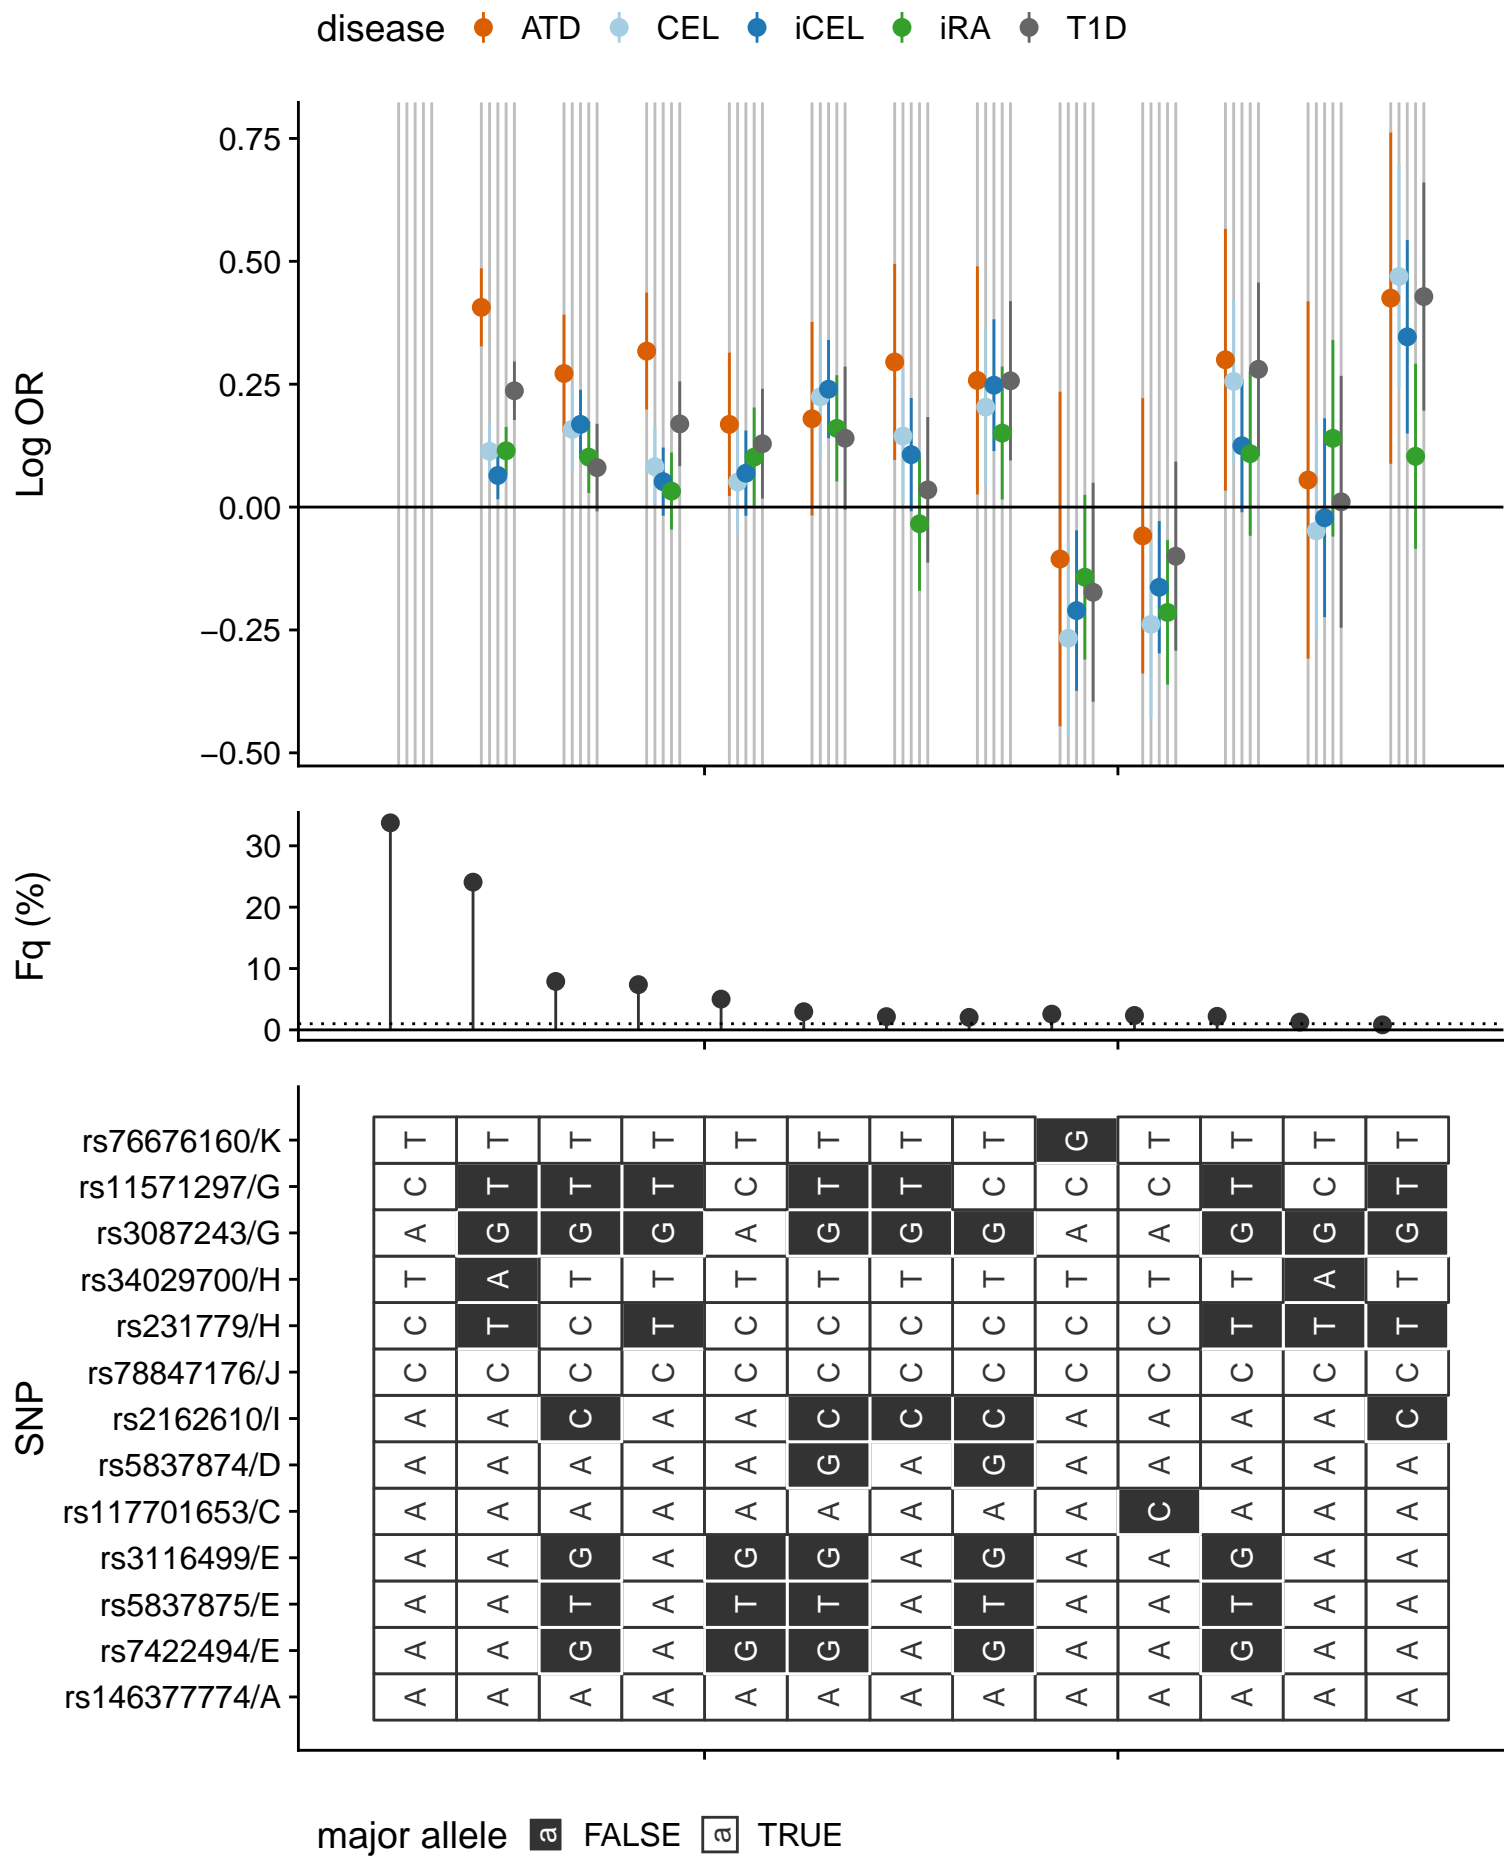 disease ATD CEL iCEL iRA T1D
Log OR
0.75
0.50
0.25
0.00
−0.25
−0.50
Fq (%)
30
20
10
0
SNP
rs76676160/K T T T T T T T T G T T T T
rs11571297/G C T T T C T T C C C T C T
rs3087243/G A G G G A G G G A A G G G
rs34029700/H T A T T T T T T T T T A T
rs231779/H C T C T C C C C C C T T T
rs78847176/J C C C C C C C C C C C C C
rs2162610/I A A C A A C C C A A A A C
rs5837874/D A A A A A G A G A A A A A
rs117701653/C A A A A A A A A A C A A A
rs3116499/E A A G A G G A G A A G A A
rs5837875/E A A T A T T A T A A T A A
rs7422494/E A A G A G G A G A A G A A
rs146377774/A A A A A A A A A A A A A A
major allele a FALSE a TRUE